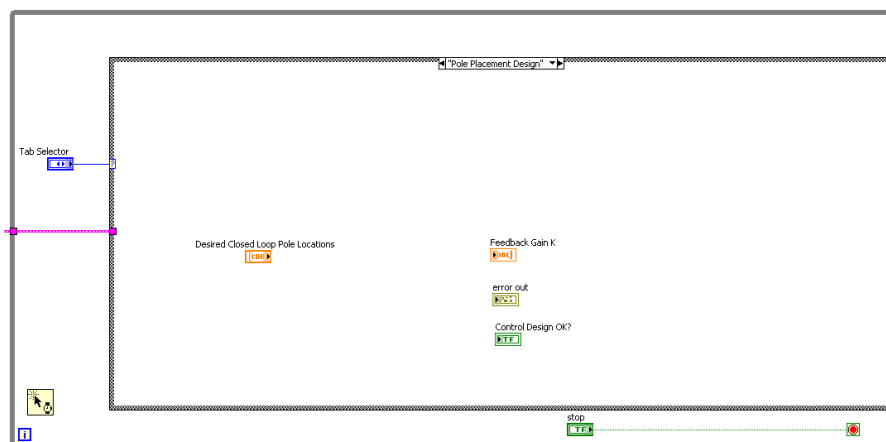 "Pole Placement Design"
Tab Selector
?
Desired Closed Loop Pole Locations
[CDB
Feedback Gain K
DBL]
error out
Control Design OK?
TF
stop
TF
i